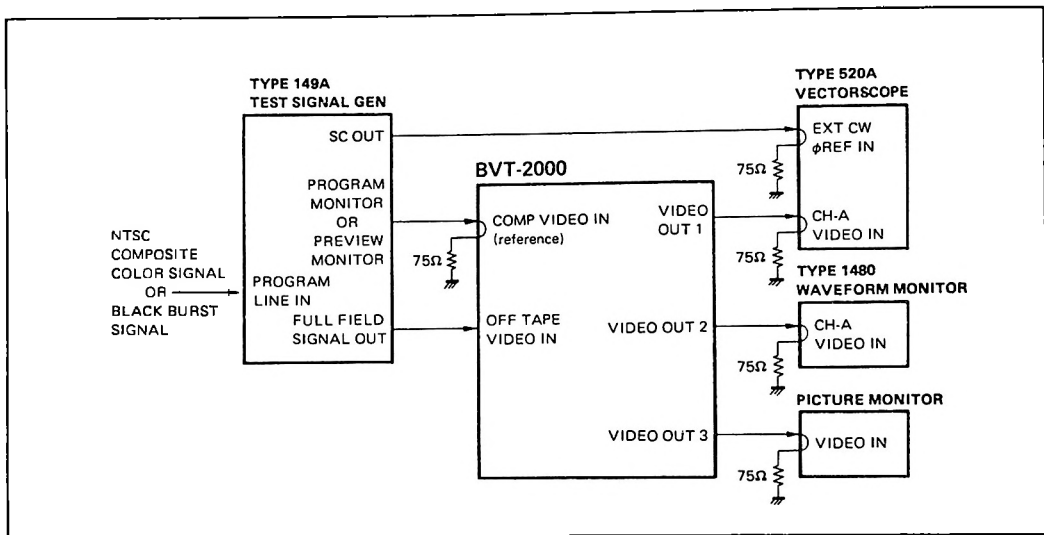 TYPE 149A
TEST SIGNAL GEN
SC OUT
PROGRAM
MONITOR
OR
PREVIEW
MONITOR
PROGRAM
LINE IN
FULL FIELD
SIGNAL OUT
NTSC
COMPOSITE
COLOR SIGNAL
OR
BLACK BURST
SIGNAL
BVT-2000
COMP VIDEO IN
(reference)
75Ω
OFF TAPE
VIDEO IN
VIDEO
OUT 1
VIDEO OUT 2
VIDEO OUT 3
TYPE 520A
VECTORSCOPE
EXT CW
φREF IN
75Ω
CH-A
VIDEO IN
75Ω
TYPE 1480
WAVEFORM MONITOR
CH-A
VIDEO IN
75Ω
PICTURE MONITOR
VIDEO IN
75Ω